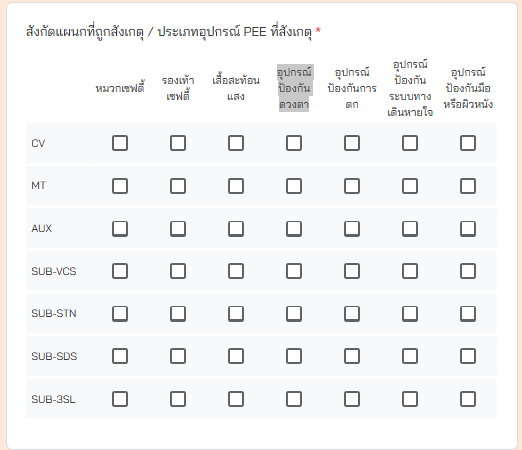 สังกัดแผนกที่ถูกสังเกตุ / ประเภทอุปกรณ์ PEE ที่สังเกตุ *
หมวกเซฟตี้
รองเท้า
เซฟตี้
เสื้อสะท้อน
แสง
อุปกรณ์
ป้องกัน
ดวงตา
อุปกรณ์
ป้องกันการ
ตก
อุปกรณ์
ป้องกัน
ระบบทาง
เดินหายใจ
อุปกรณ์
ป้องกันมือ
หรือผิวหนัง
CV
MT
AUX
SUB-VCS
SUB-STN
SUB-SDS
SUB-3SL